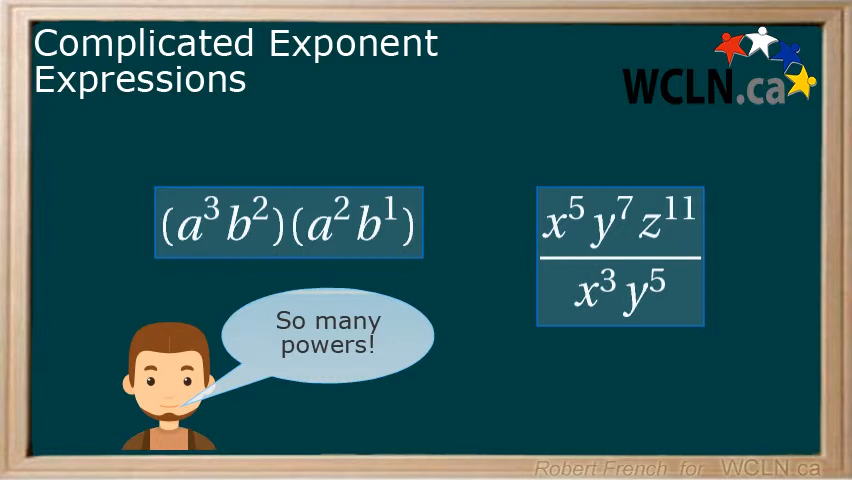 Complicated Exponent
Expressions
WCLN.ca
(a³b²)(a²b¹)
x⁵y⁷z¹¹
x³y⁵
So many
powers!
Robert French for WCLN.ca